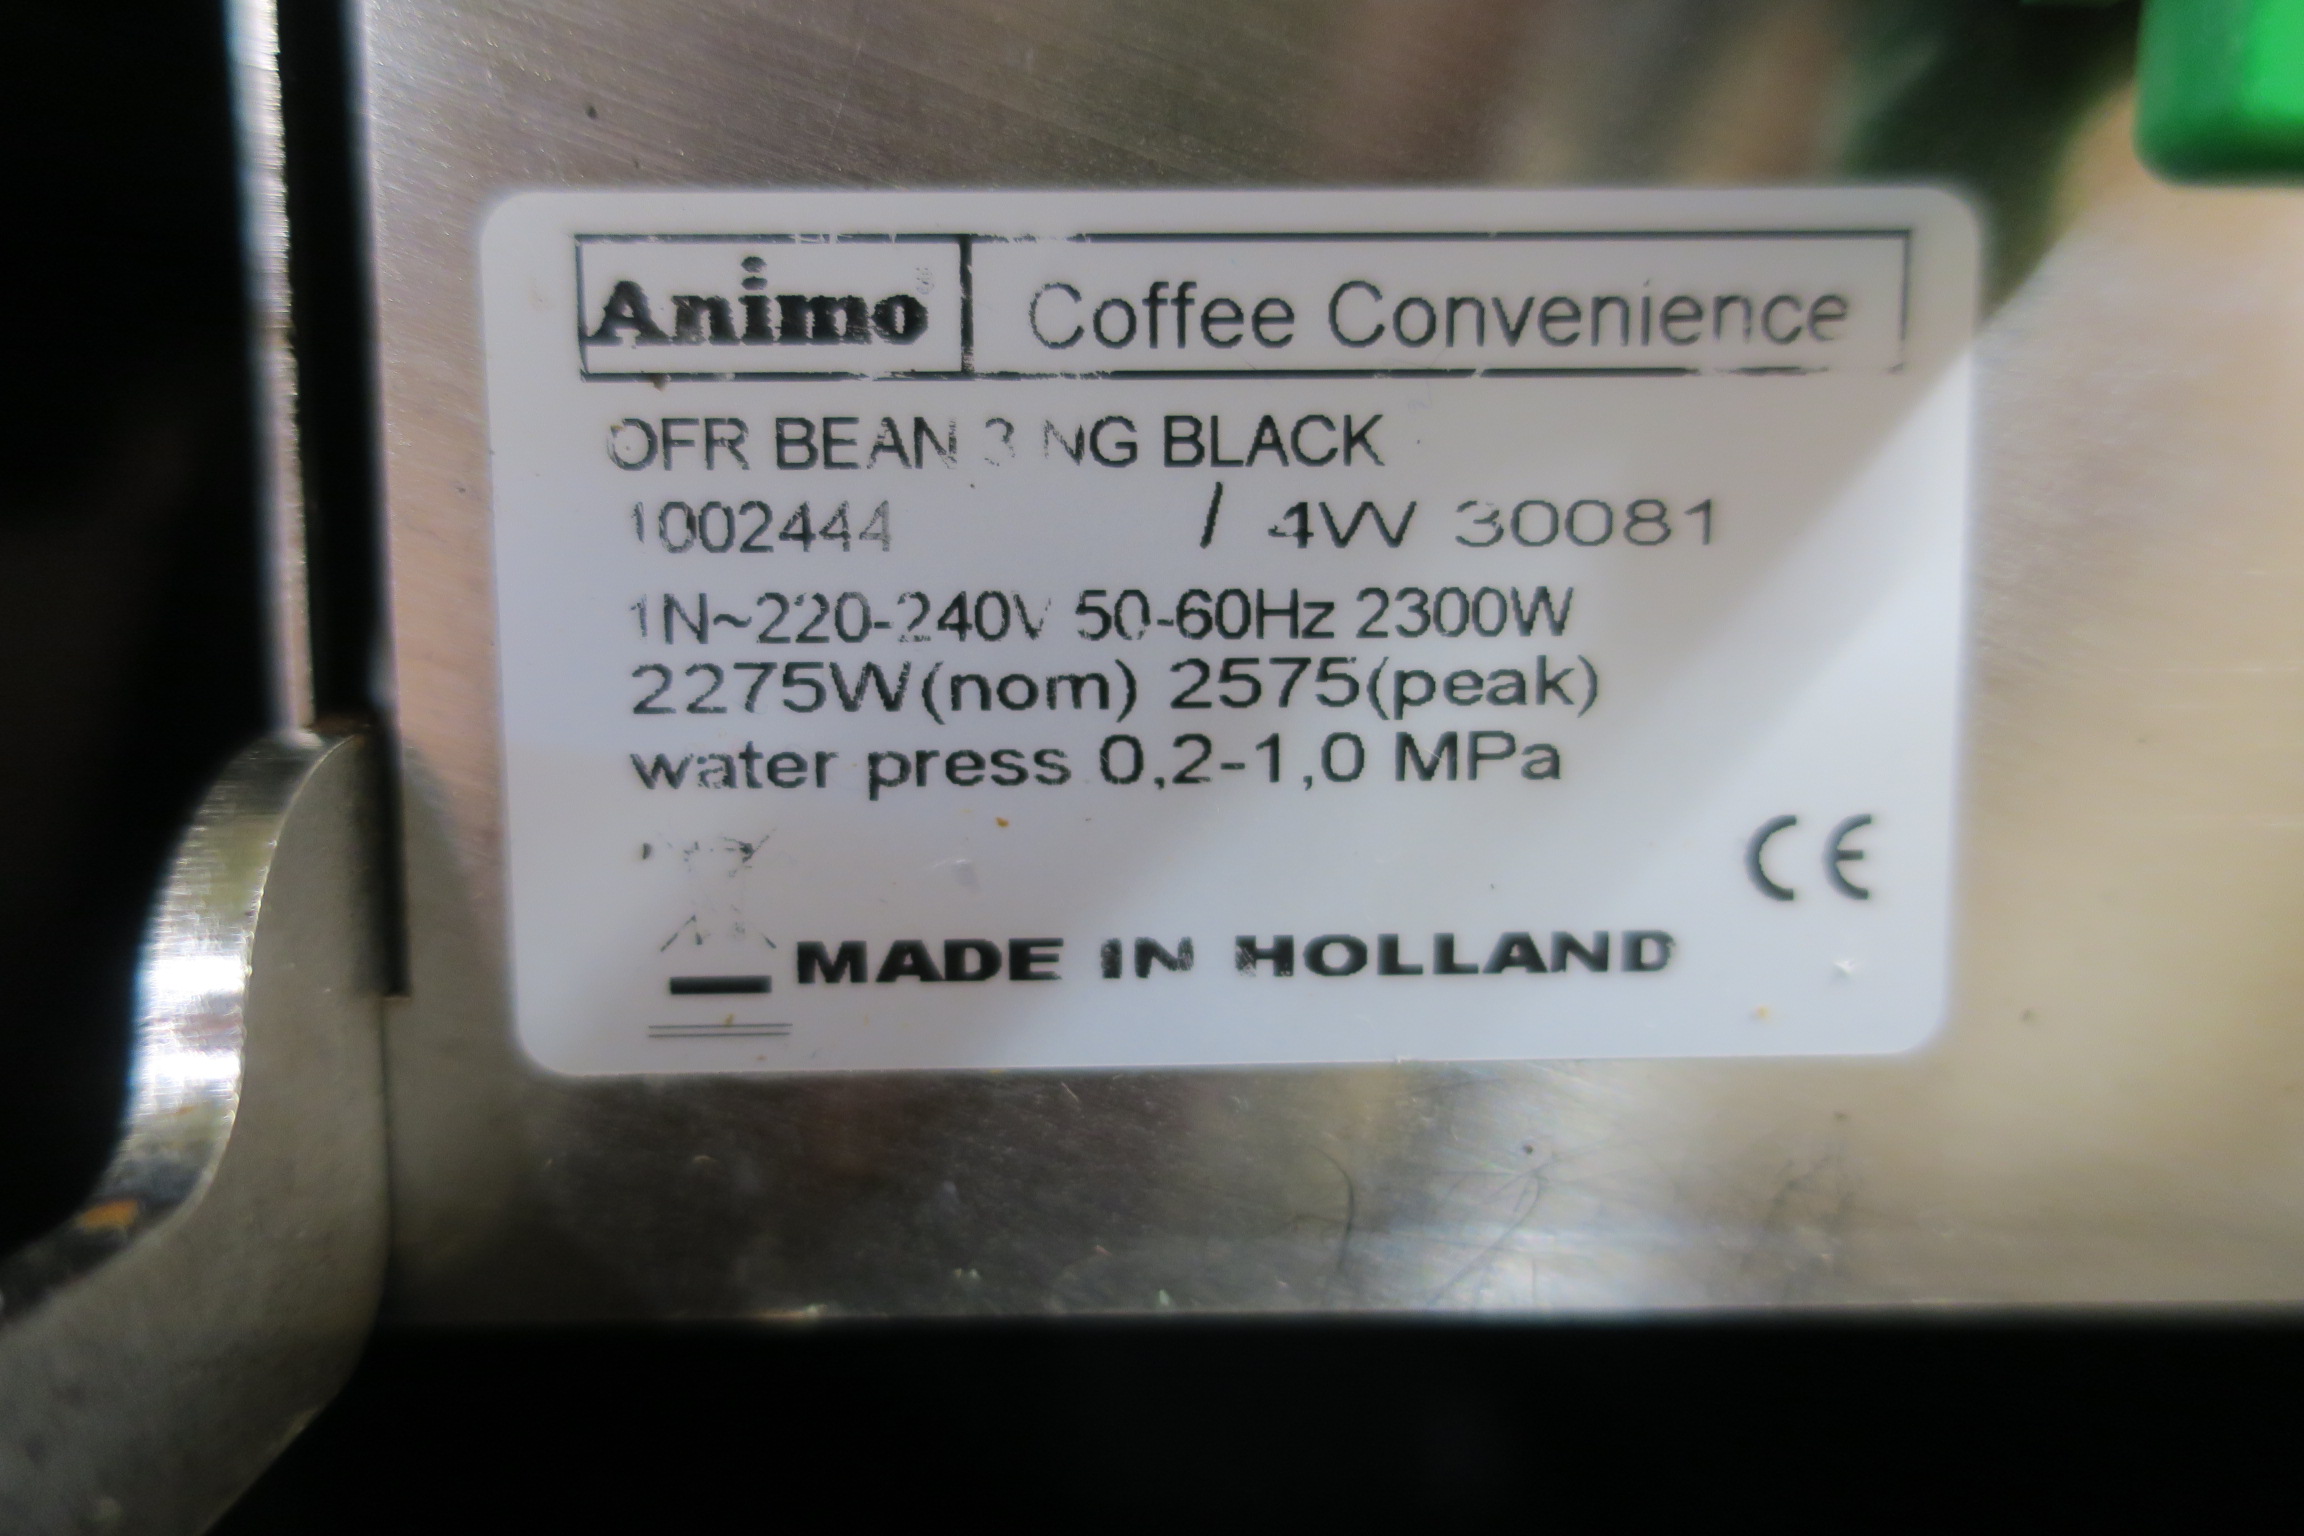 Animo® Coffee Convenience
OFR BEAN 3 NG BLACK
1002444 / 4W 30081
1N~220-240V 50-60Hz 2300W
2275W(nom) 2575(peak)
water press 0,2-1,0 MPa
CE
MADE IN HOLLAND